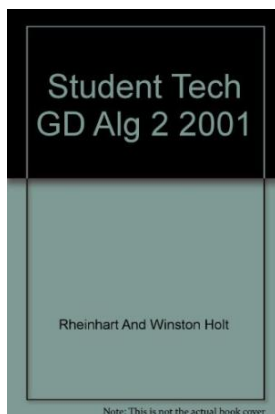 Student Tech
GD Alg 2 2001
Rheinhart And Winston Holt
Note: This is not the actual book cover